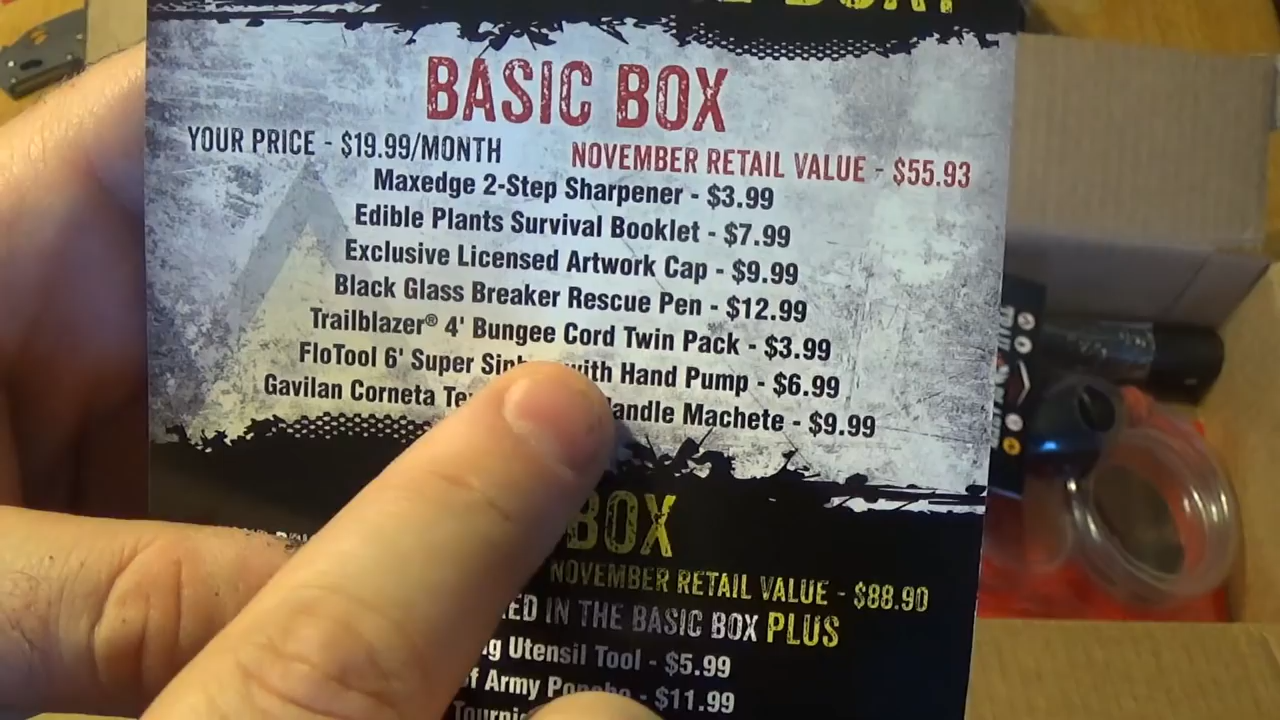 BASIC BOX
YOUR PRICE - $19.99/MONTH NOVEMBER RETAIL VALUE - $55.93
Maxedge 2-Step Sharpener - $3.99
Edible Plants Survival Booklet - $7.99
Exclusive Licensed Artwork Cap - $9.99
Black Glass Breaker Rescue Pen - $12.99
Trailblazer® 4' Bungee Cord Twin Pack - $3.99
FloTool 6' Super with Hand Pump - $6.99
Gavilan Corneta Machete - $9.99
BOX
NOVEMBER RETAIL VALUE - $88.90
IN THE BASIC BOX PLUS
Utensil Tool - $5.99
Army Poncho - $11.99